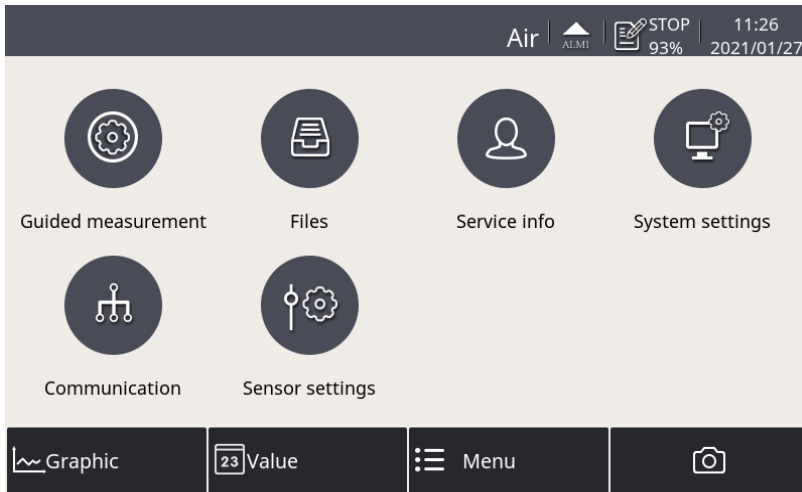 Air
ALMI
STOP
93%
11:26
2021/01/27
Guided measurement
Files
Service info
System settings
Communication
Sensor settings
Graphic
23 Value
Menu